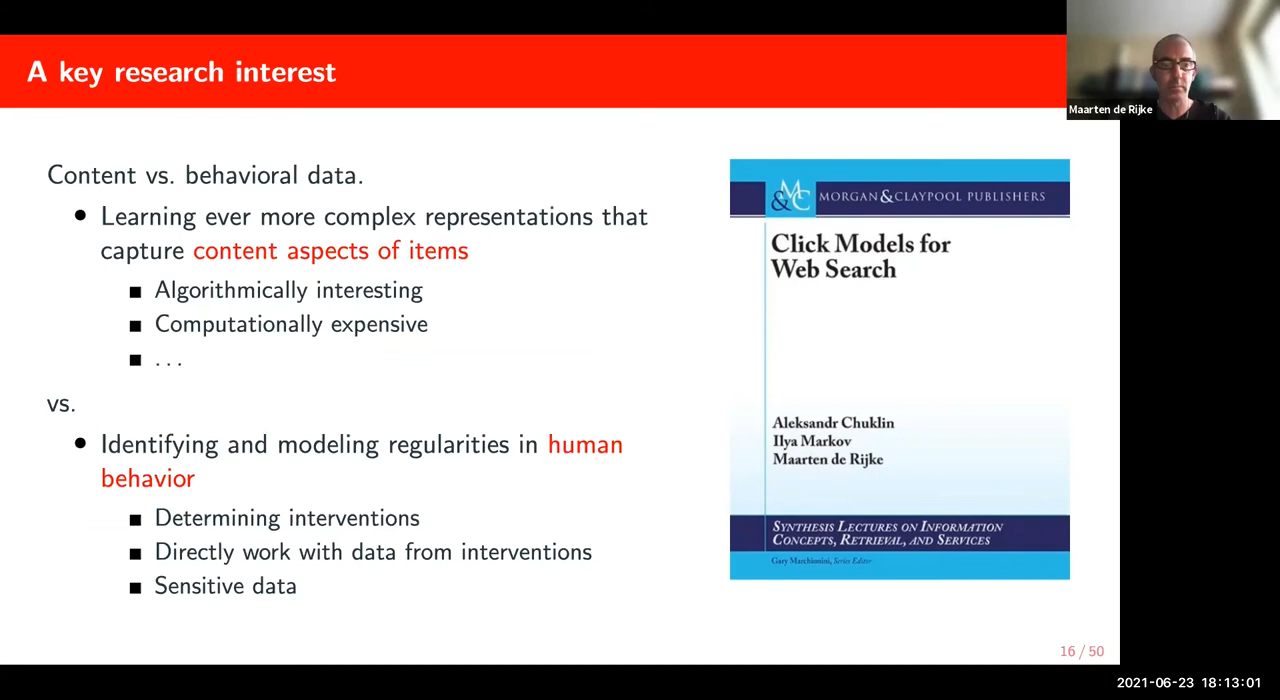 A key research interest
Maarten de Rijke
Content vs. behavioral data.
• Learning ever more complex representations that
capture content aspects of items
■ Algorithmically interesting
■ Computationally expensive
■ ...
vs.
• Identifying and modeling regularities in human
behavior
■ Determining interventions
■ Directly work with data from interventions
■ Sensitive data
M&C MORGAN&CLAYPOOL PUBLISHERS
Click Models for
Web Search
Aleksandr Chuklin
Ilya Markov
Maarten de Rijke
SYNTHESIS LECTURES ON INFORMATION
CONCEPTS, RETRIEVAL, AND SERVICES
Gary Marchionini, Series Editor
16 / 50
2021-06-23 18:13:01